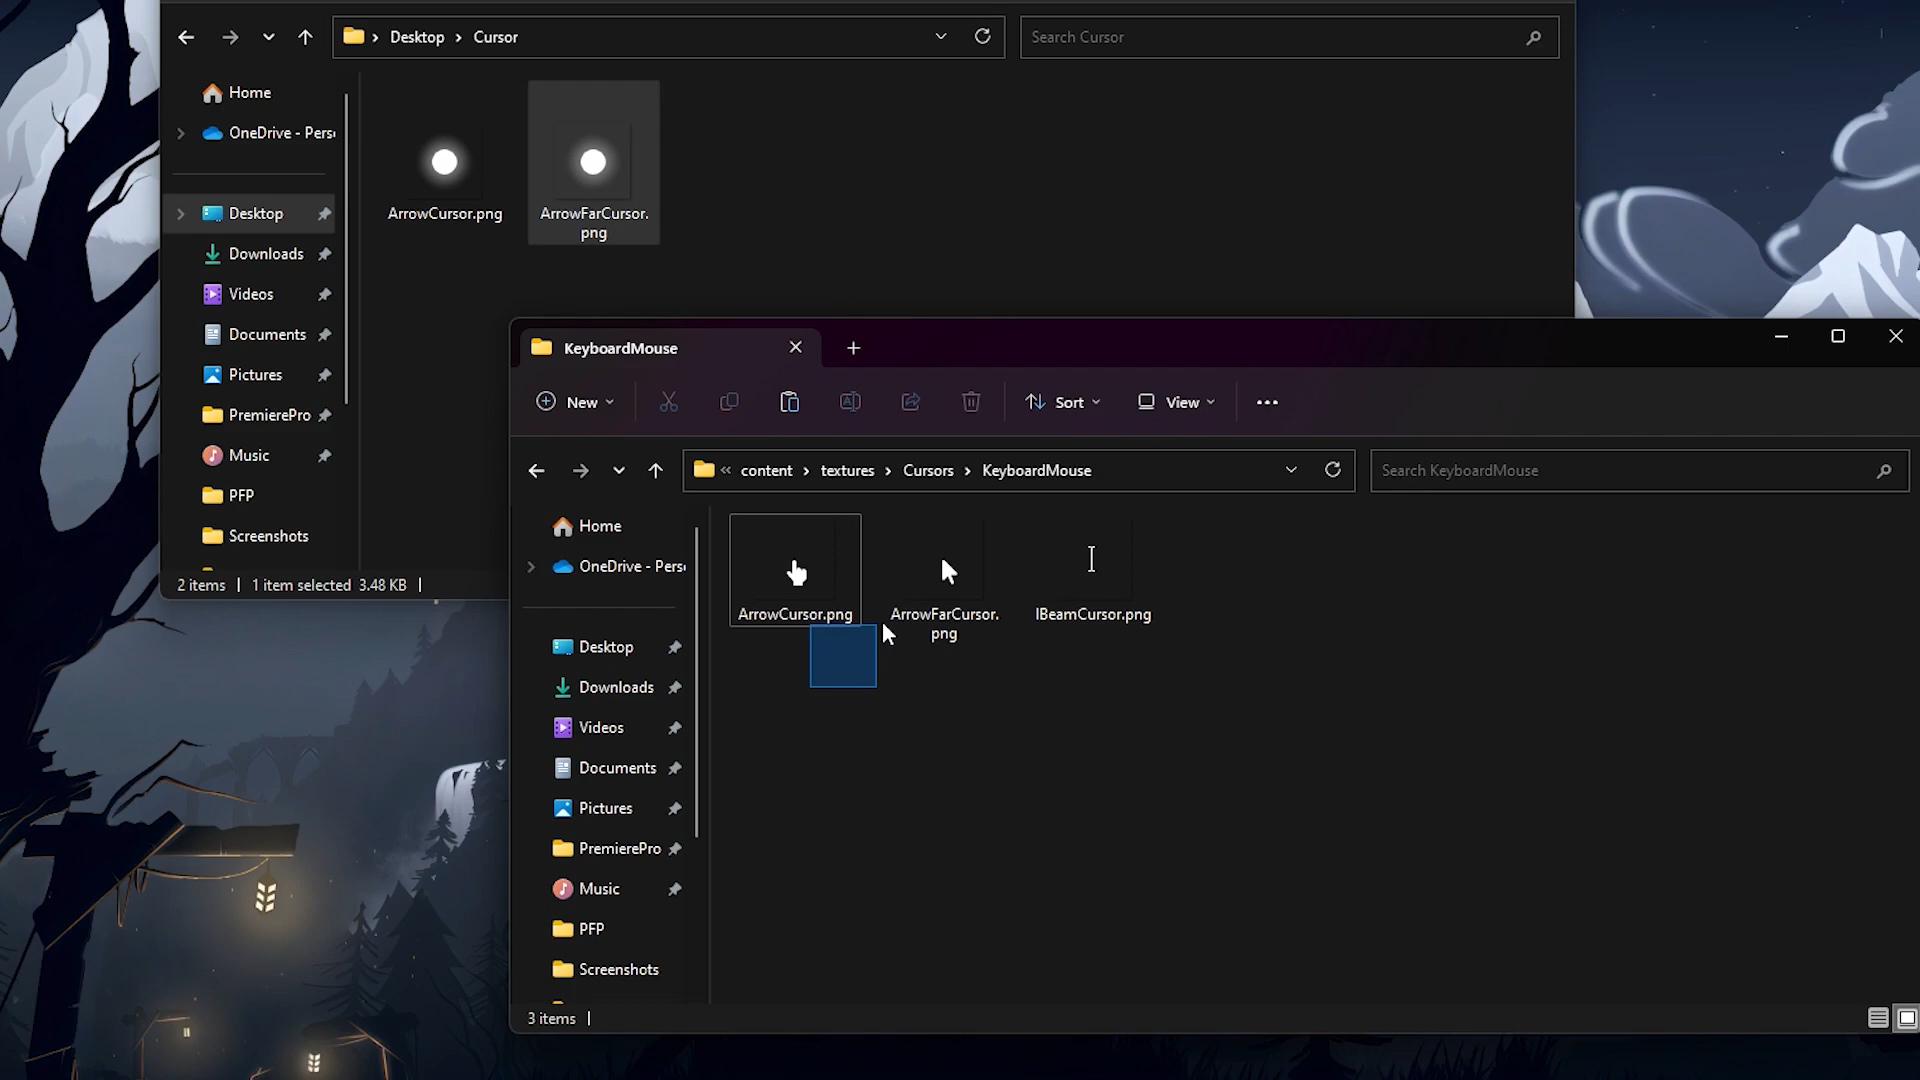 Desktop > Cursor
Search Cursor
Home
OneDrive - Pers
Desktop
Downloads
Videos
Documents
Pictures
PremierePro
Music
PFP
Screenshots
ArrowCursor.png
ArrowFarCursor.
png
2 items | 1 item selected 3.48 KB |
KeyboardMouse
New
Sort
View
« content > textures > Cursors > KeyboardMouse
Search KeyboardMouse
Home
OneDrive - Pers
Desktop
Downloads
Videos
Documents
Pictures
PremierePro
Music
PFP
Screenshots
ArrowCursor.png
ArrowFarCursor.
png
IBeamCursor.png
3 items |